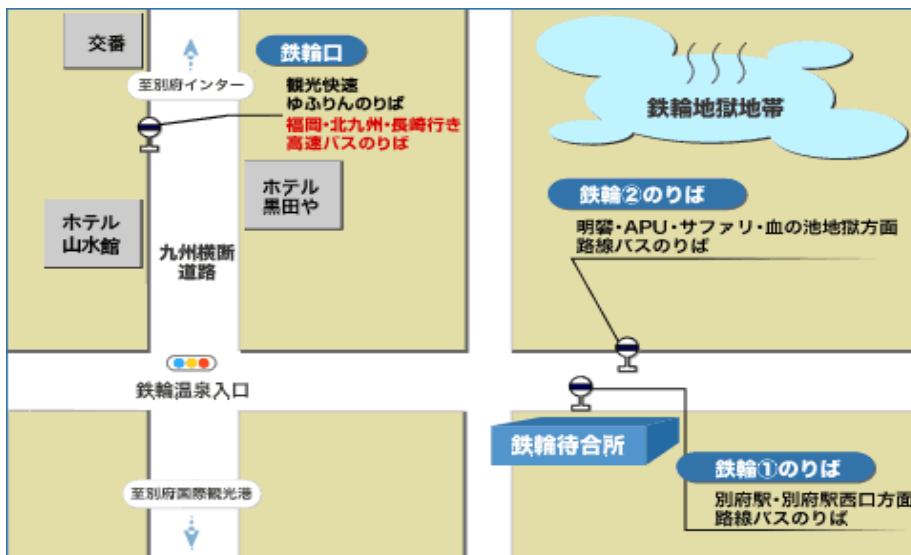 交番
至別府インター
鉄輪口
観光快速
ゆふりんのりば
福岡・北九州・長崎行き
高速バスのりば
ホテル
山水館
九州横断
道路
ホテル
黒田や
鉄輪地獄地帯
鉄輪②のりば
明礬・APU・サファリ・血の池地獄方面
路線バスのりば
鉄輪温泉入口
鉄輪待合所
鉄輪①のりば
別府駅・別府駅西口方面
路線バスのりば
至別府国際観光港